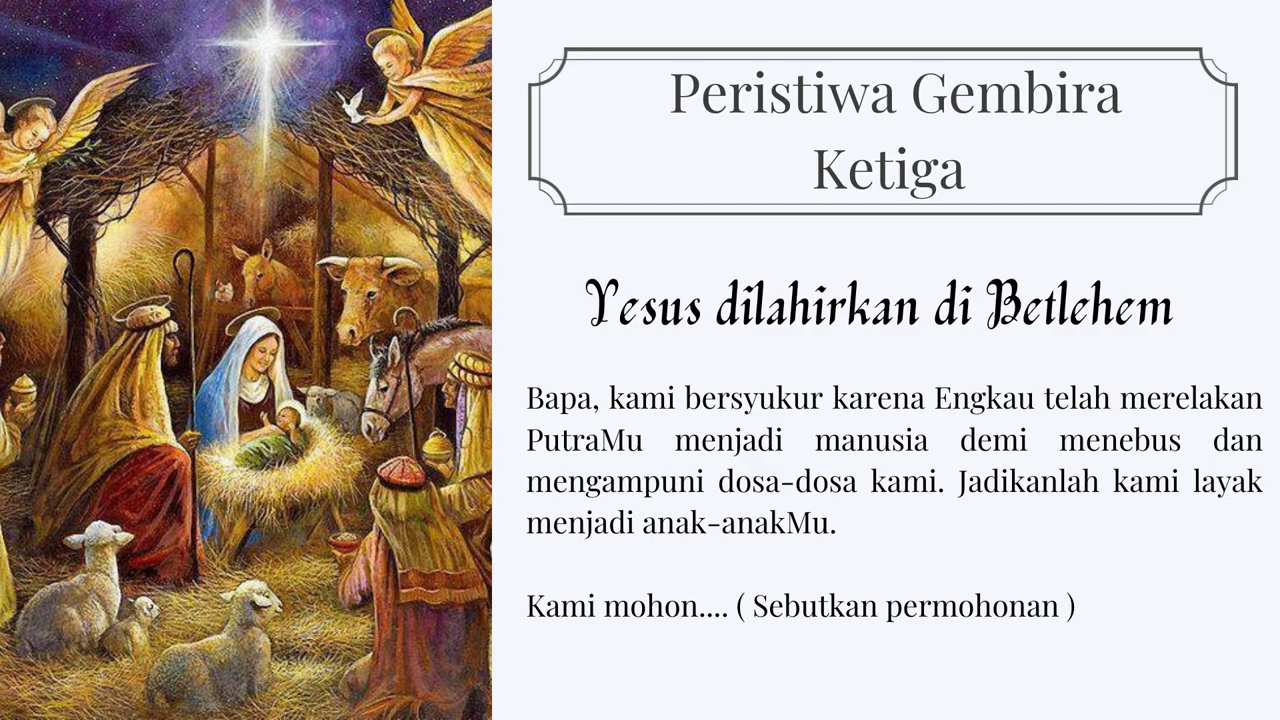 Peristiwa Gembira
Ketiga
Yesus dilahirkan di Betlehem
Bapa, kami bersyukur karena Engkau telah merelakan
PutraMu menjadi manusia demi menebus dan
mengampuni dosa-dosa kami. Jadikanlah kami layak
menjadi anak-anakMu.
Kami mohon.... ( Sebutkan permohonan )